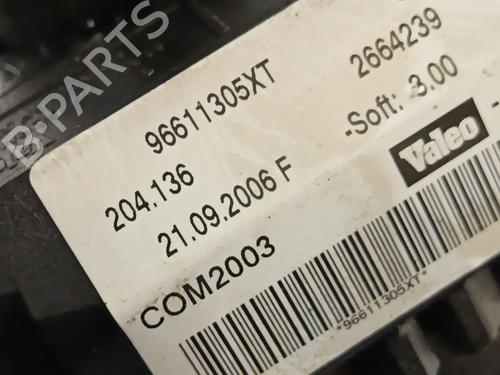 96611305XT 2664239
204.136 -Soft: 3.00
21.09.2006 F
Valeo
COM2003
*96611305XT*
B-PARTS